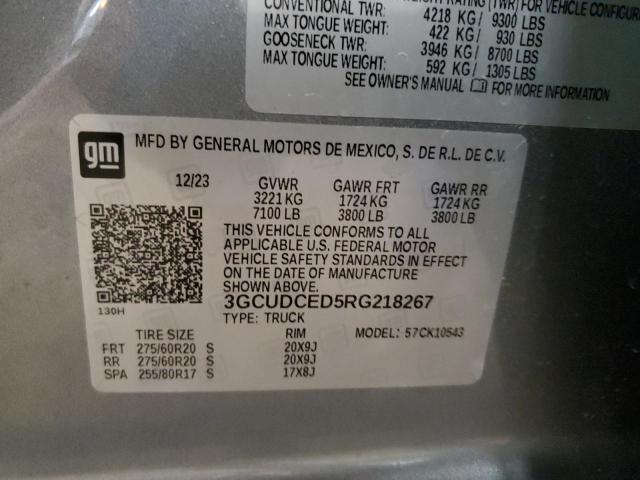 CONVENTIONAL TWR: 4218 KG/ 9300 LBS
MAX TONGUE WEIGHT: 422 KG/ 930 LBS
GOOSENECK TWR: 3946 KG/ 8700 LBS
MAX TONGUE WEIGHT: 592 KG/ 1305 LBS
SEE OWNER'S MANUAL FOR MORE INFORMATION
gm
MFD BY GENERAL MOTORS DE MEXICO, S. DE R.L. DE C.V.
12/23 GVWR GAWR FRT GAWR RR
3221 KG 1724 KG 1724 KG
7100 LB 3800 LB 3800 LB
THIS VEHICLE CONFORMS TO ALL
APPLICABLE U.S. FEDERAL MOTOR
VEHICLE SAFETY STANDARDS IN
EFFECT ON THE DATE OF MANUFACTURE
SHOWN ABOVE.
3GCUDCED5RG218267
130H
TYPE: TRUCK
MODEL: 57CK10543
TIRE SIZE RIM
FRT 275/60R20 S 20X9J
RR 275/60R20 S 20X9J
SPA 255/80R17 S 17X8J